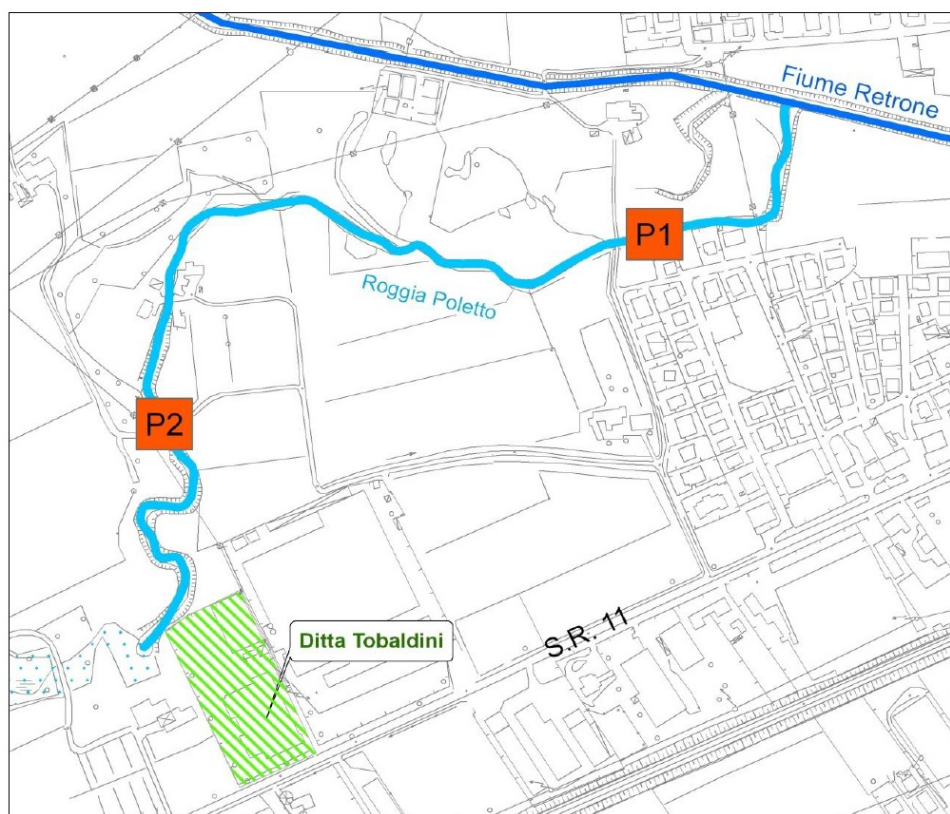 Fiume Retrone
P1
Roggia Poletto
P2
Ditta Tobaldini
S.R. 11